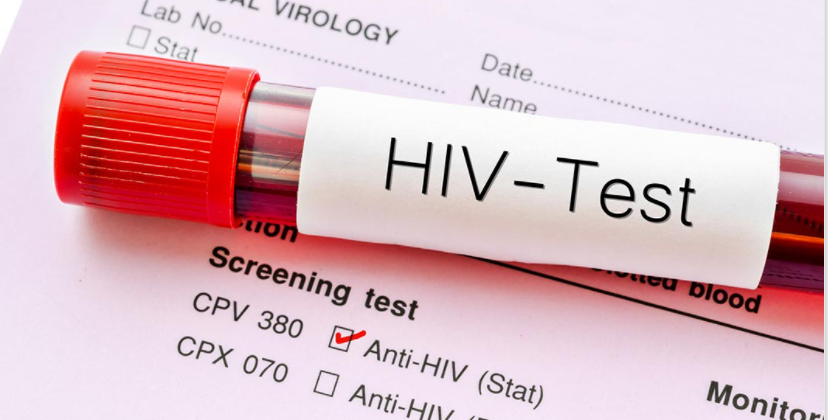 VIROLOGY
Lab No.
Stat
Date
Name
HIV-Test
Screening test
blood
CPV 380 Anti-HIV (Stat)
CPX 070 Anti-HIV